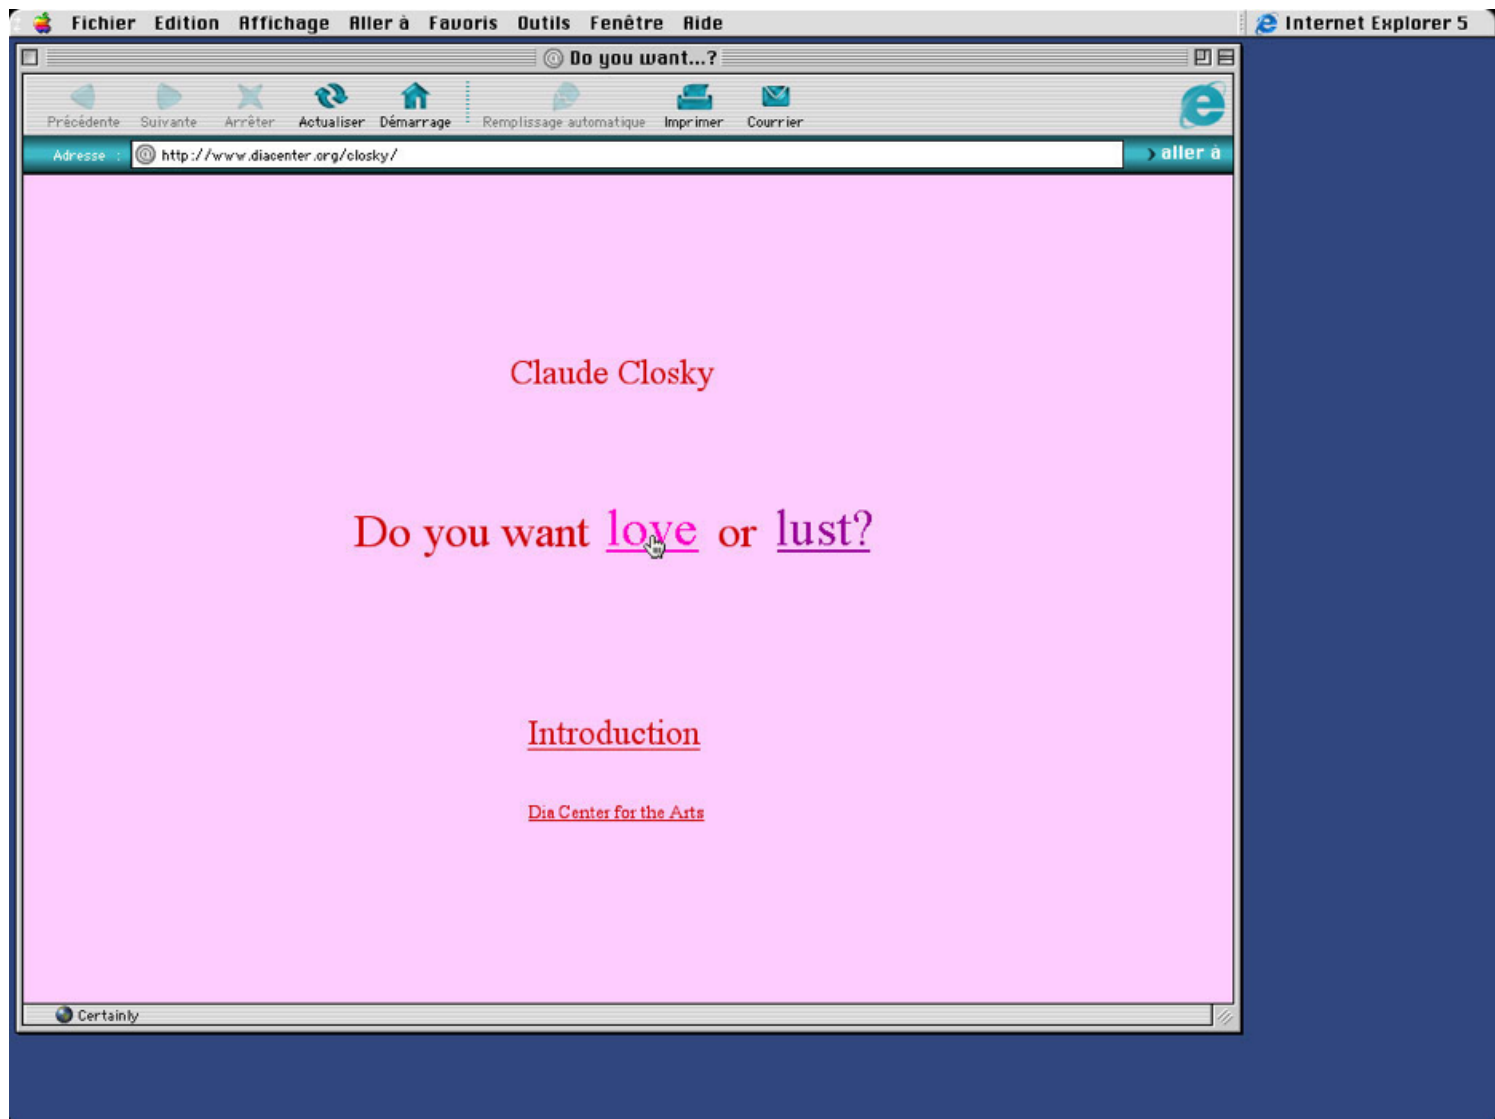 Fichier Edition Affichage Aller à Favoris Outils Fenêtre Aide Internet Explorer 5
Do you want...?
Précédente Suivante Arrêter Actualiser Démarrage Remplissage automatique Imprimer Courrier
Adresse : http://www.diacenter.org/closky/ aller à
Claude Closky
Do you want love or lust?
Introduction
Dia Center for the Arts
Certainly